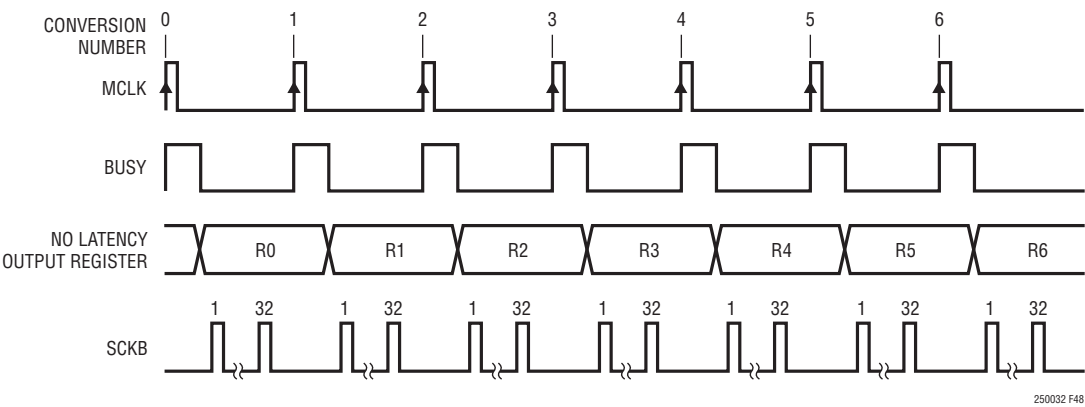 CONVERSION NUMBER 0 1 2 3 4 5 6
MCLK
BUSY
NO LATENCY
OUTPUT REGISTER R0 R1 R2 R3 R4 R5 R6
1 32 1 32 1 32 1 32 1 32 1 32 1 32
SCKB
250032 F48